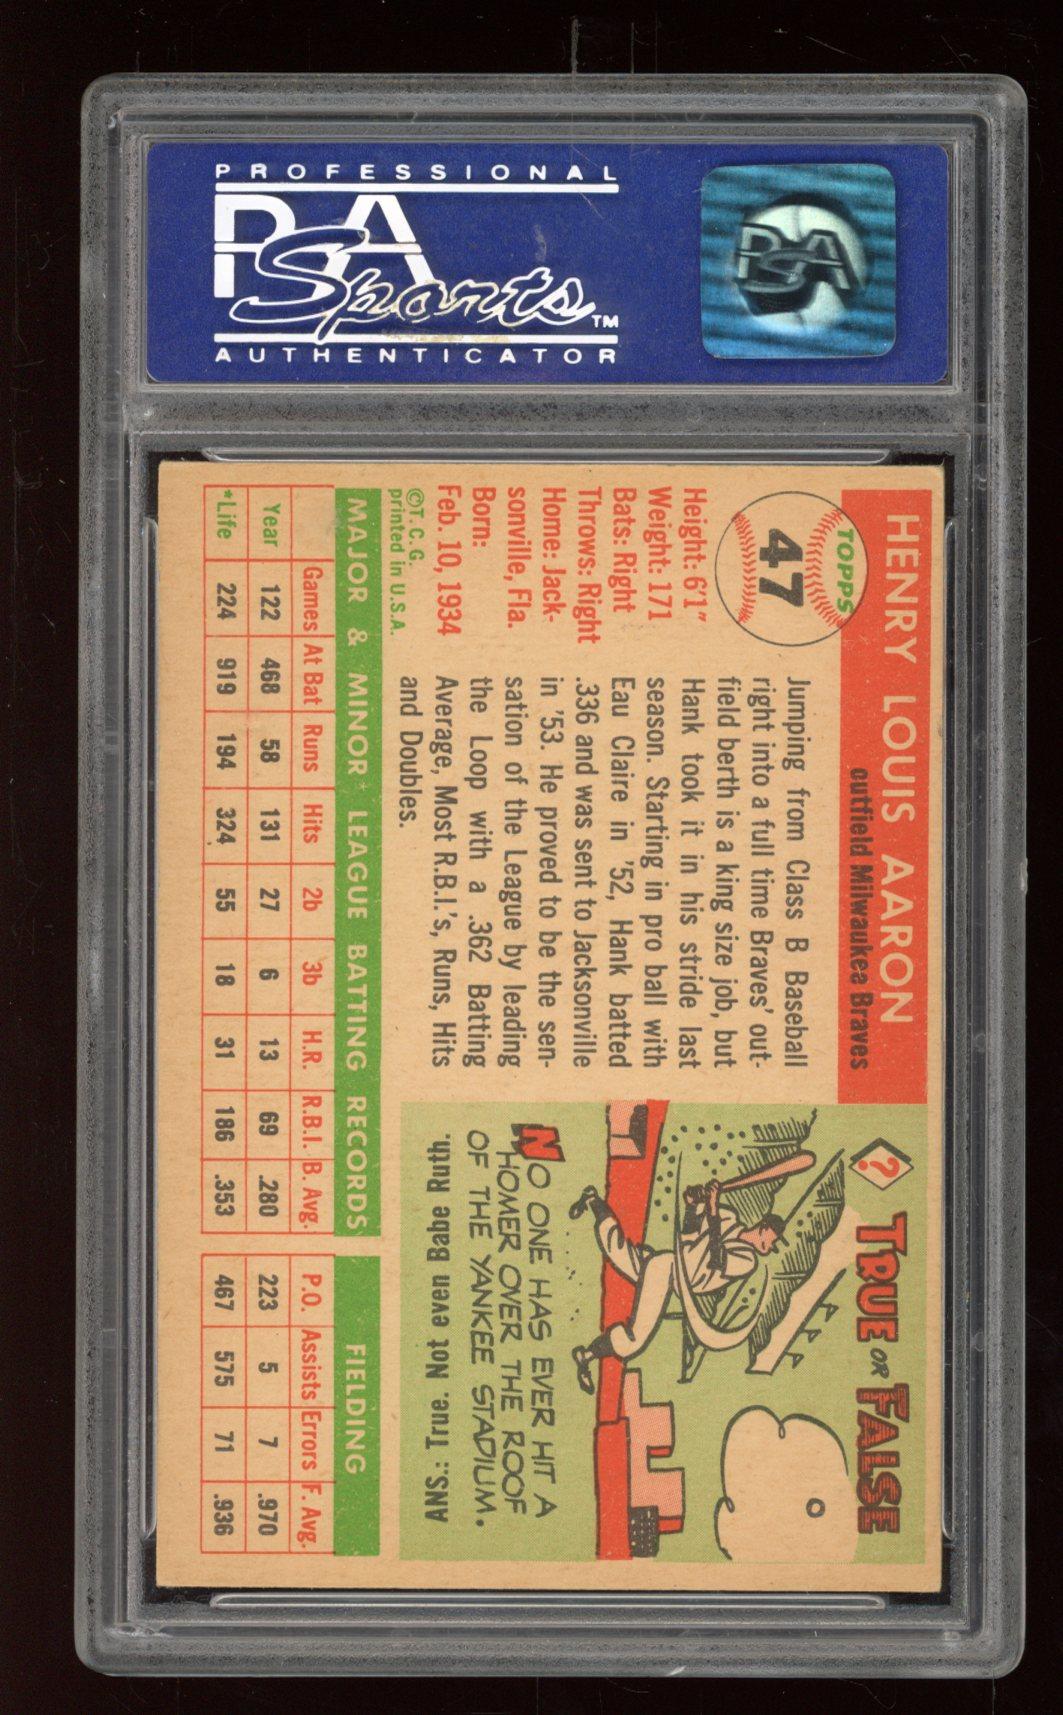 PROFESSIONAL
PSA
Sports™
AUTHENTICATOR
PSA
HENRY LOUIS AARON
outfield Milwaukee Braves
TOPPS
47
Height: 6'1"
Weight: 171
Bats: Right
Throws: Right
Home: Jack-
sonville, Fla.
Born:
Feb. 10, 1934
©T.C.G.
printed in U.S.A.
Jumping from Class B Baseball
right into a full time Braves' out-
field berth is a king size job, but
Hank took it in his stride last
season. Starting in pro ball with
Eau Claire in '52, Hank batted
.336 and was sent to Jacksonville
in '53. He proved to be the sen-
sation of the League by leading
the Loop with a .362 Batting
Average, Most R.B.I.'s, Runs, Hits
and Doubles.
?
TRUE OR FALSE
NO ONE HAS EVER HIT A
HOMER OVER THE ROOF
OF THE YANKEE STADIUM.
ANS.: True. Not even Babe Ruth.
MAJOR & MINOR* LEAGUE BATTING RECORDS FIELDING
Games At Bat Runs Hits 2b 3b H.R. R.B.I. B. Avg. P.O. Assists Errors F. Avg.
Year 122 468 58 131 27 6 13 69 .280 223 5 7 .970
*Life 224 919 194 324 55 18 31 186 .353 467 575 71 .936